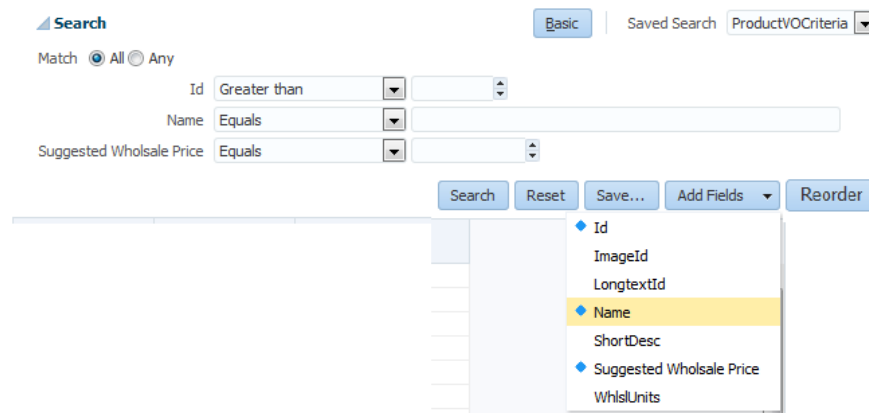 Search Basic Saved Search ProductVOCriteria
Match All Any
Id Greater than
Name Equals
Suggested Wholsale Price Equals
Search Reset Save... Add Fields Reorder
Id
ImageId
LongtextId
Name
ShortDesc
Suggested Wholsale Price
WhlslUnits